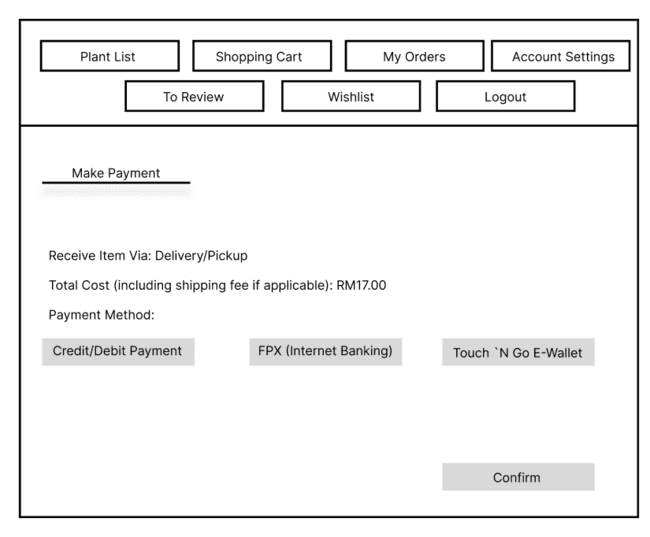 Plant List
Shopping Cart
My Orders
Account Settings
To Review
Wishlist
Logout
Make Payment
Receive Item Via: Delivery/Pickup
Total Cost (including shipping fee if applicable): RM17.00
Payment Method:
Credit/Debit Payment
FPX (Internet Banking)
Touch `N Go E-Wallet
Confirm